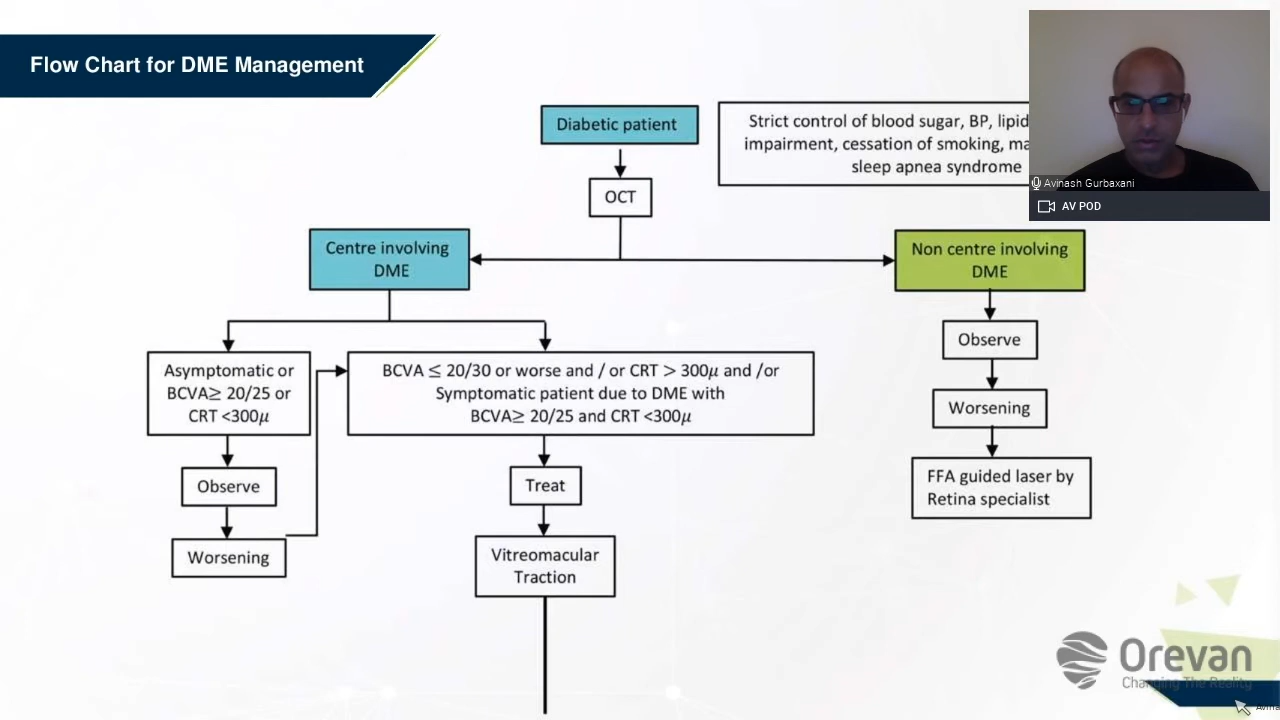 Flow Chart for DME Management
Diabetic patient
Strict control of blood sugar, BP, lipid
impairment, cessation of smoking,
sleep apnea syndrome
Avinash Gurbaxani
AV POD
OCT
Centre involving
DME
Non centre involving
DME
Asymptomatic or
BCVA≥ 20/25 or
CRT <300μ
BCVA ≤ 20/30 or worse and / or CRT > 300μ and /or
Symptomatic patient due to DME with
BCVA≥ 20/25 and CRT <300μ
Observe
Worsening
FFA guided laser by
Retina specialist
Observe
Worsening
Treat
Vitreomacular
Traction
Orevan
Changing The Reality